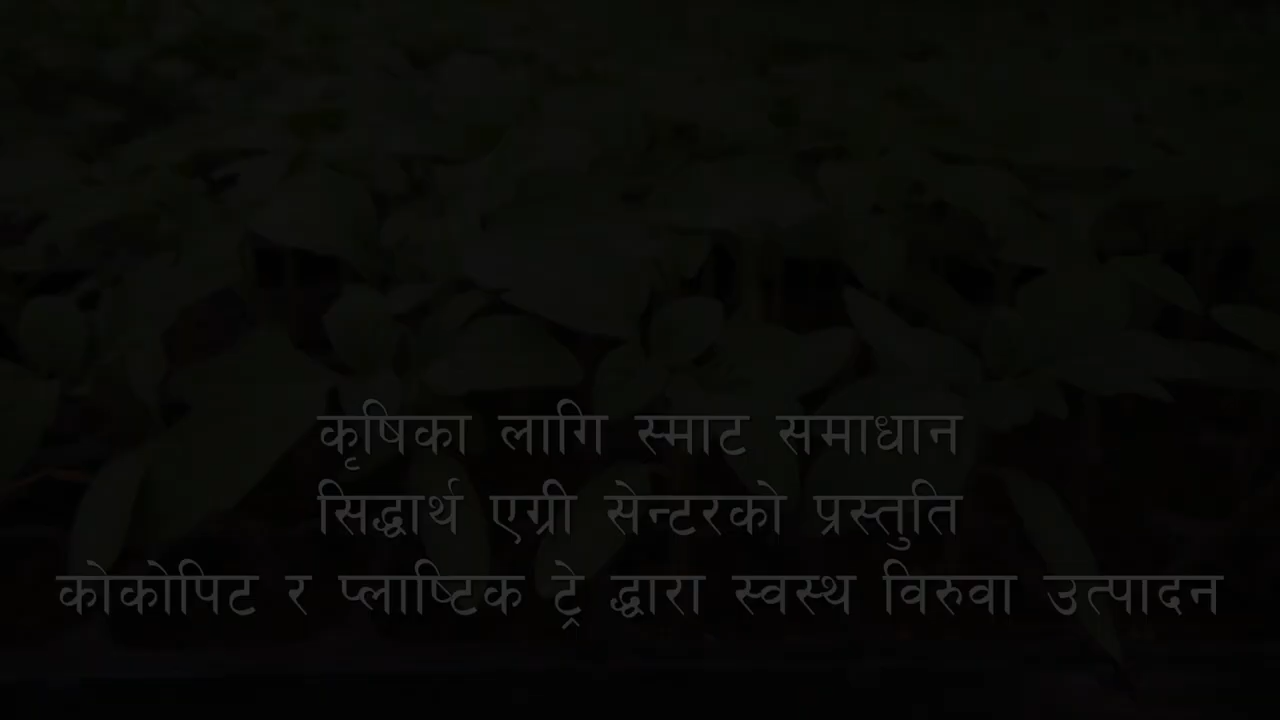 कृषिका लागि स्माट समाधान
सिद्धार्थ एग्री सेन्टरको प्रस्तुति
कोकोपिट र प्लाष्टिक ट्रे द्धारा स्वस्थ विरुवा उत्पादन